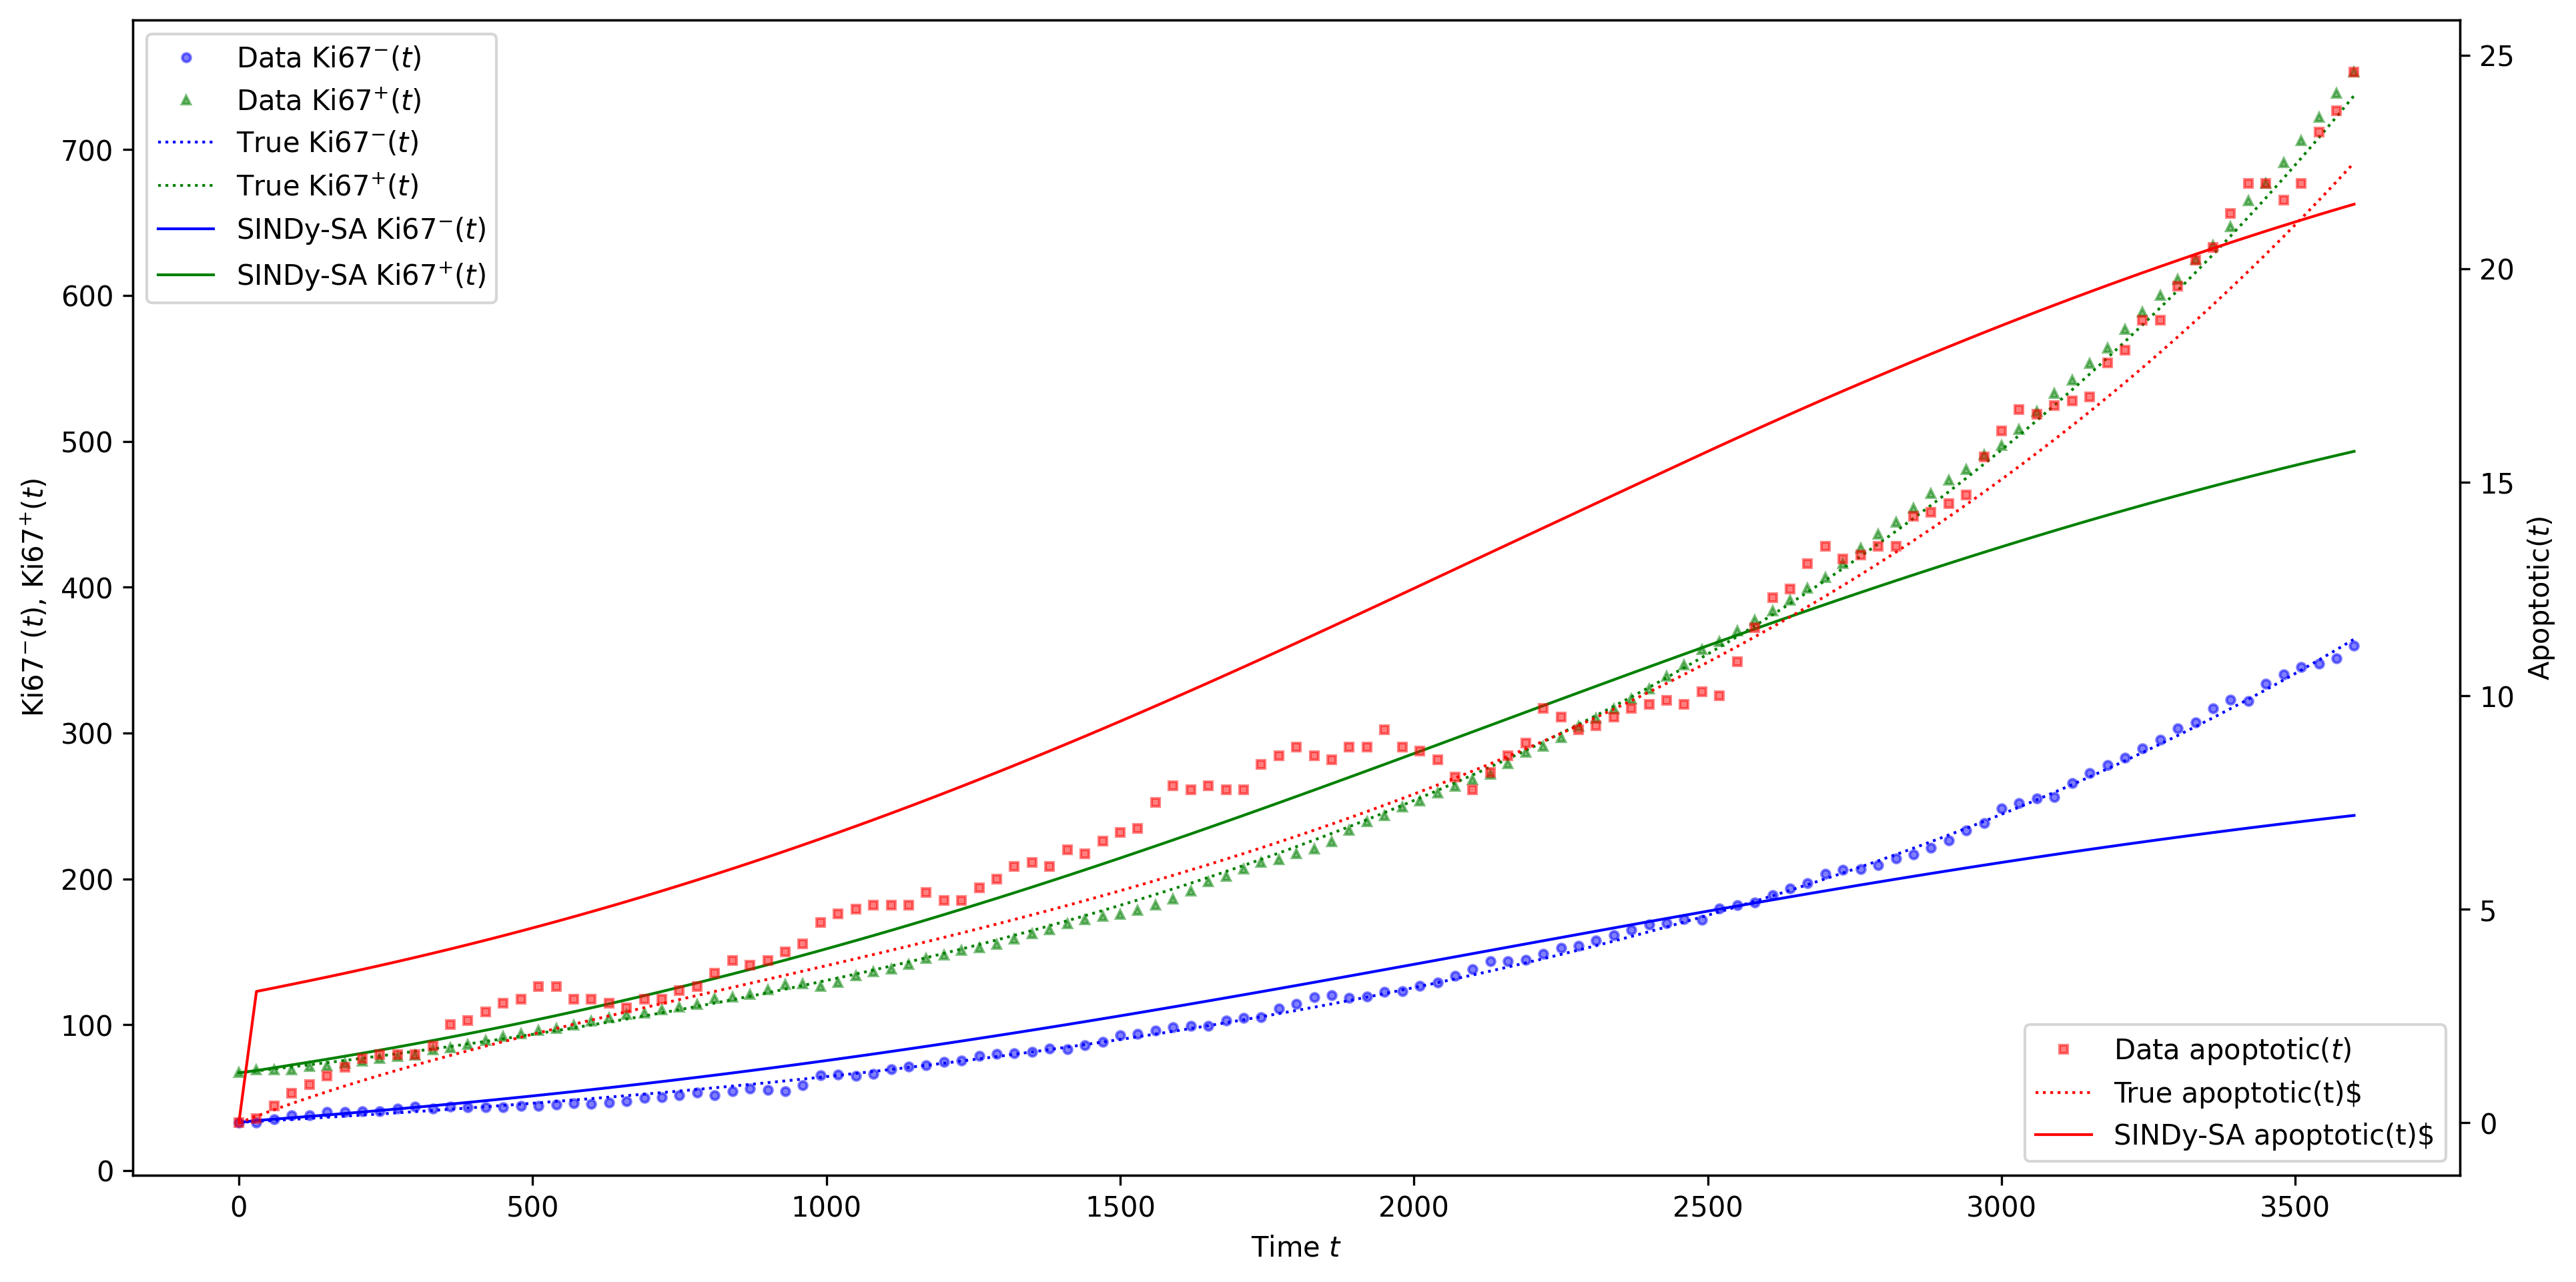 Data Ki67⁻(t)
Data Ki67⁺(t)
True Ki67⁻(t)
True Ki67⁺(t)
SINDy-SA Ki67⁻(t)
SINDy-SA Ki67⁺(t)
Ki67⁻(t), Ki67⁺(t)
700
600
500
400
300
200
100
0
25
20
15
10
5
0
Apoptotic(t)
Data apoptotic(t)
True apoptotic(t)$
SINDy-SA apoptotic(t)$
0 500 1000 1500 2000 2500 3000 3500
Time t